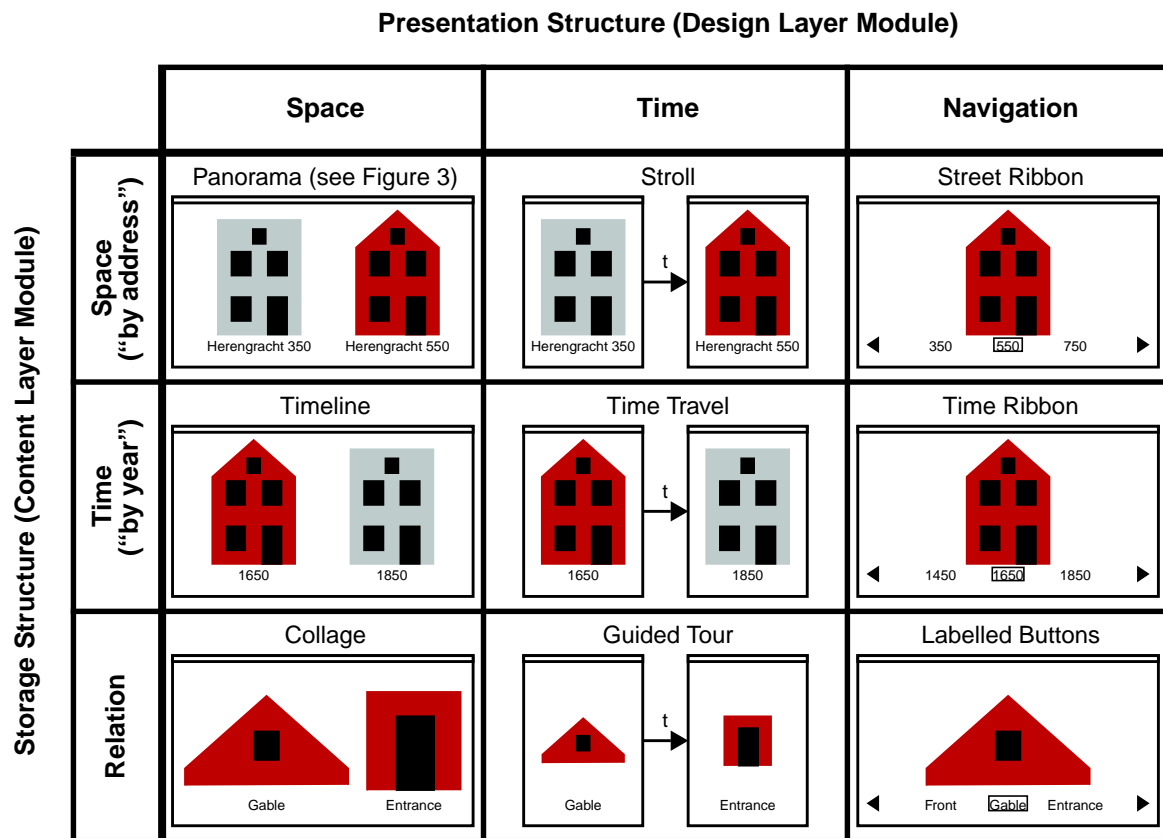 Presentation Structure (Design Layer Module)
Space
Time
Navigation
Storage Structure (Content Layer Module)
Space
(“by address”)
Panorama (see Figure 3)
Herengracht 350
Herengracht 550
Stroll
t
Herengracht 350
Herengracht 550
Street Ribbon
350
550
750
Time
(“by year”)
Timeline
1650
1850
Time Travel
t
1650
1850
Time Ribbon
1450
1650
1850
Relation
Collage
Gable
Entrance
Guided Tour
t
Gable
Entrance
Labelled Buttons
Front
Gable
Entrance